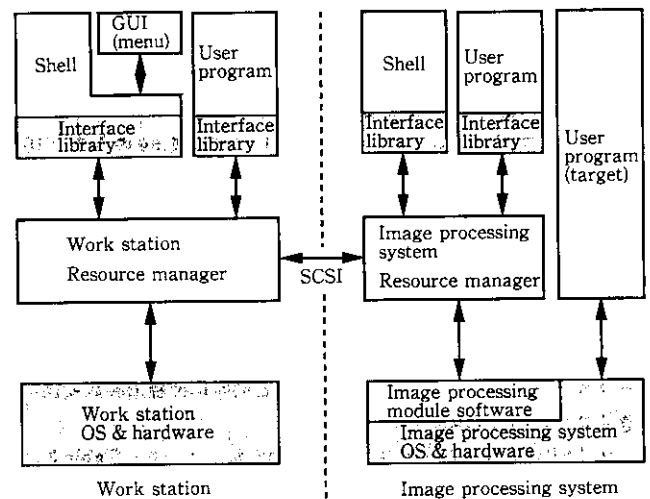 GUI
(menu)
Shell
User
program
Interface
library
Interface
library
Work station
Resource manager
Work station
OS & hardware
Work station
SCSI
Shell
User
program
Interface
library
Interface
library
User
program
(target)
Image processing
system
Resource manager
Image processing
module software
Image processing system
OS & hardware
Image processing system